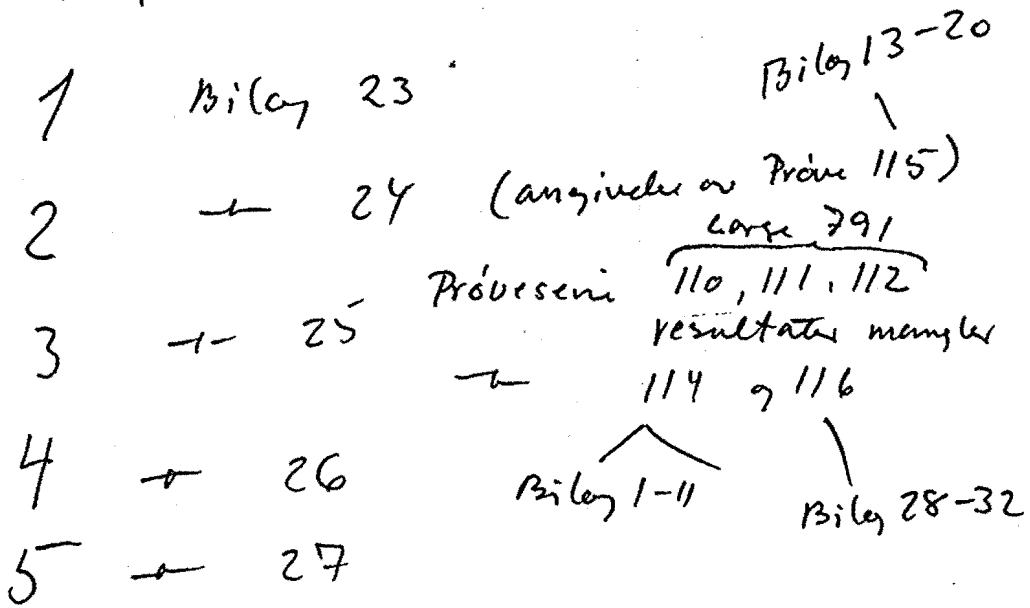 Bilag 13-20
1 Bilag 23
2 -"- 24 (angivelse av Prøve 115)
Large 791
Prøveserie 110, 111, 112
3 -"- 25 resultater mangler
-"- 114 og 116
4 -"- 26 Bilag 1-11 Bilag 28-32
5 -"- 27